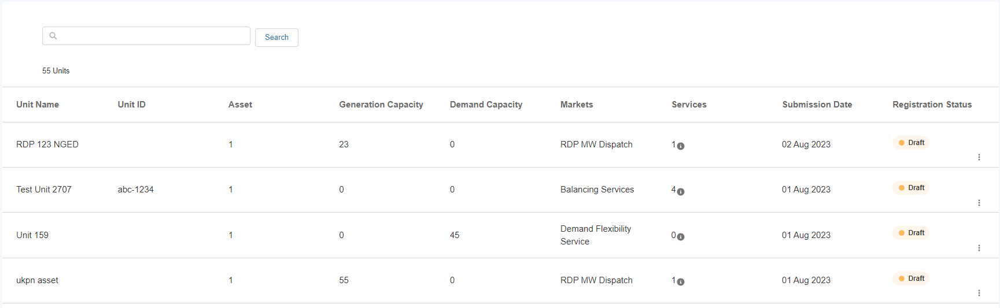 Search
55 Units
Unit Name Unit ID Asset Generation Capacity Demand Capacity Markets Services Submission Date Registration Status
RDP 123 NGED 1 23 0 RDP MW Dispatch 1 02 Aug 2023 Draft
Test Unit 2707 abc-1234 1 0 0 Balancing Services 4 01 Aug 2023 Draft
Unit 159 1 0 45 Demand Flexibility Service 0 01 Aug 2023 Draft
ukpn asset 1 55 0 RDP MW Dispatch 1 01 Aug 2023 Draft